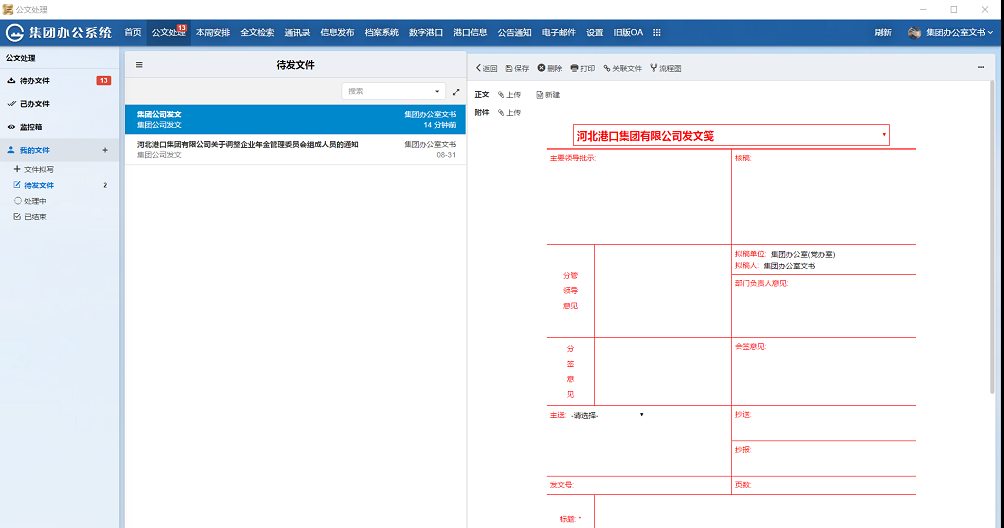 公文处理
集团办公系统 首页 公文处理 13 本周安排 全文检索 通讯录 信息发布 档案系统 数字港口 港口信息 公告通知 电子邮件 设置 旧版OA 刷新 集团办公室文书
公文处理
待办文件 13
已办文件
监控箱
我的文件 +
文件拟写
待发文件 2
处理中
已结束
待发文件
搜索
集团公司发文 集团办公室文书
集团公司发文 14 分钟前
河北港口集团有限公司关于调整企业年金管理委员会组成人员的通知 集团办公室文书
集团公司发文 08-31
返回 保存 删除 打印 关联文件 流程图
正文 上传 新建
附件 上传
河北港口集团有限公司发文笺
主要领导批示: 核稿:
拟稿单位: 集团办公室(党办室)
拟稿人: 集团办公室文书
分管
领导
意见
部门负责人意见:
分
签
意
见
会签意见:
主送: -请选择- 抄送:
抄报:
发文号: 页数:
标题: *